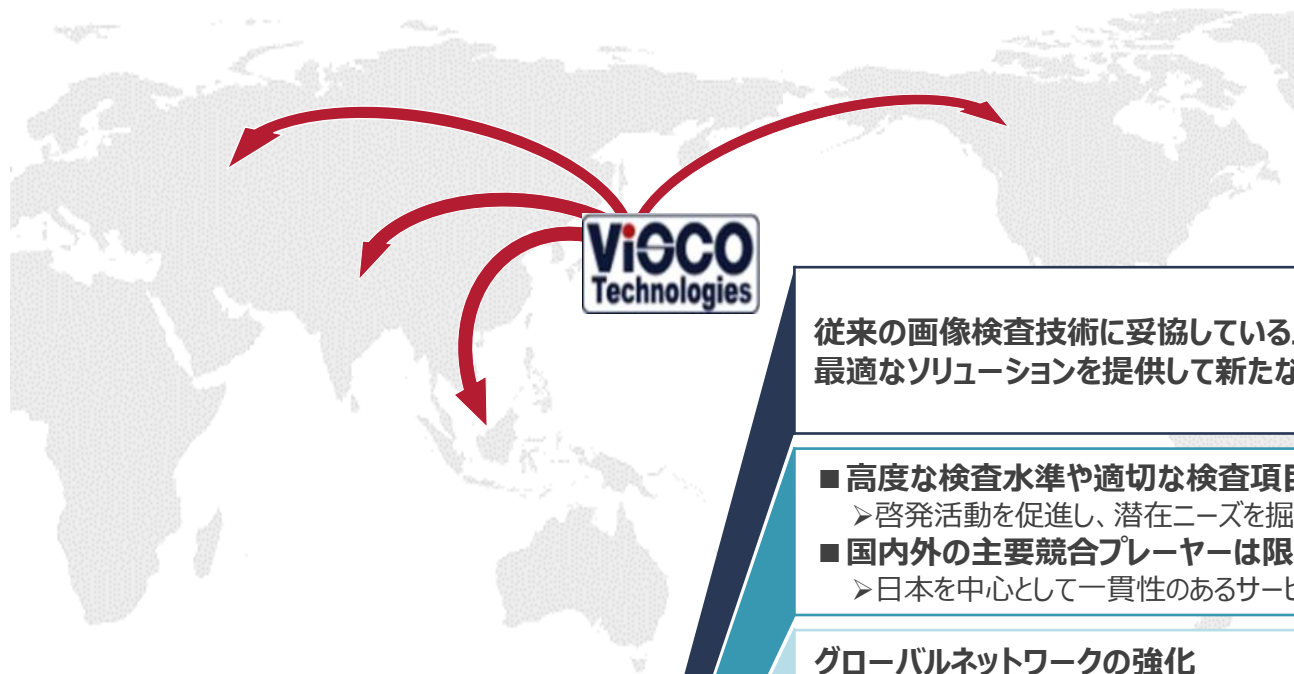 ViSCO
Technologies
従来の画像検査技術に妥協している
最適なソリューションを提供して新たな
■高度な検査水準や適切な検査項目
➢啓発活動を促進し、潜在ニーズを掘
■国内外の主要競合プレーヤーは限
➢日本を中心として一貫性のあるサービ
グローバルネットワークの強化